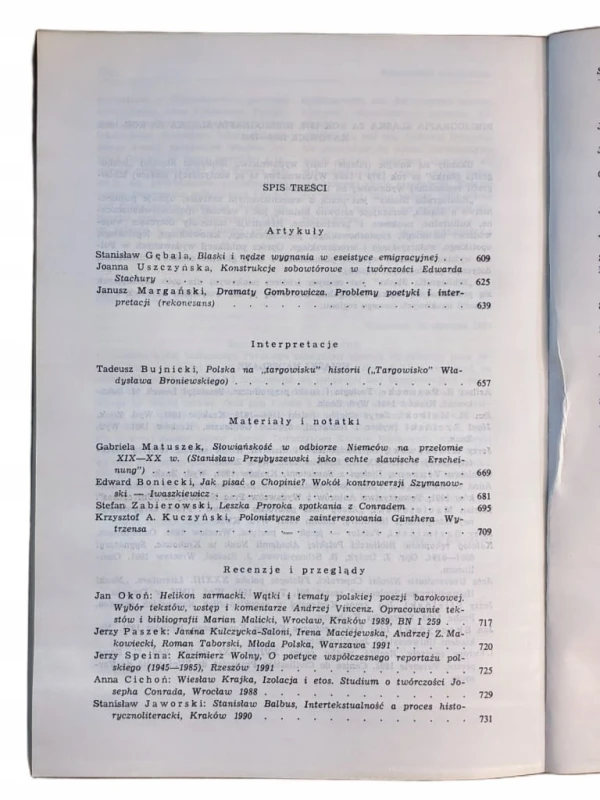 SPIS TREŚCI
Artykuły
Stanisław Gębala, Blaski i nędze wygnania w eseistyce emigracyjnej . . 609
Joanna Uszczyńska, Konstrukcje sobowtórowe w twórczości Edwarda
Stachury . . . . . . . . . . . . . . . . 625
Janusz Margański, Dramaty Gombrowicza. Problemy poetyki i inter-
pretacji (rekonesans) . . . . . . . . . . . . 639
Interpretacje
Tadeusz Bujnicki, Polska na „targowisku" historii („Targowisko" Wła-
dysława Broniewskiego) . . . . . . . . . . . . 657
Materiały i notatki
Gabriela Matuszek, Słowiańskość w odbiorze Niemców na przełomie
XIX—XX w. (Stanisław Przybyszewski jako echte slawische Erschei-
nung") . . . . . . . . . . . . . . . . 669
Edward Boniecki, Jak pisać o Chopinie? Wokół kontrowersji Szymanow-
ski — Iwaszkiewicz . . . . . . . . . . . . . 681
Stefan Zabierowski, Leszka Proroka spotkania z Conradem . . . . 695
Krzysztof A. Kuczyński, Polonistyczne zainteresowania Günthera Wy-
trzensa . . . . . . . . . . . . . . . 709
Recenzje i przeglądy
Jan Okoń: Helikon sarmacki. Wątki i tematy polskiej poezji barokowej.
Wybór tekstów, wstęp i komentarze Andrzej Vincenz. Opracowanie tek-
stów i bibliografii Marian Malicki, Wrocław, Kraków 1989, BN I 259 . . 717
Jerzy Paszek: Janina Kulczycka-Saloni, Irena Maciejewska, Andrzej Z. Ma-
kowiecki, Roman Taborski, Młoda Polska, Warszawa 1991 . . . . 720
Jerzy Speina: Kazimierz Wolny, O poetyce współczesnego reportażu pol-
skiego (1945—1985), Rzeszów 1991 . . . . . . . . . . 725
Anna Cichoń: Wiesław Krajka, Izolacja i etos. Studium o twórczości Jo-
sepha Conrada, Wrocław 1988 . . . . . . . . . . . 729
Stanisław Jaworski: Stanisław Balbus, Intertekstualność a proces histo-
rycznoliteracki, Kraków 1990 . . . . . . . . . . . 731